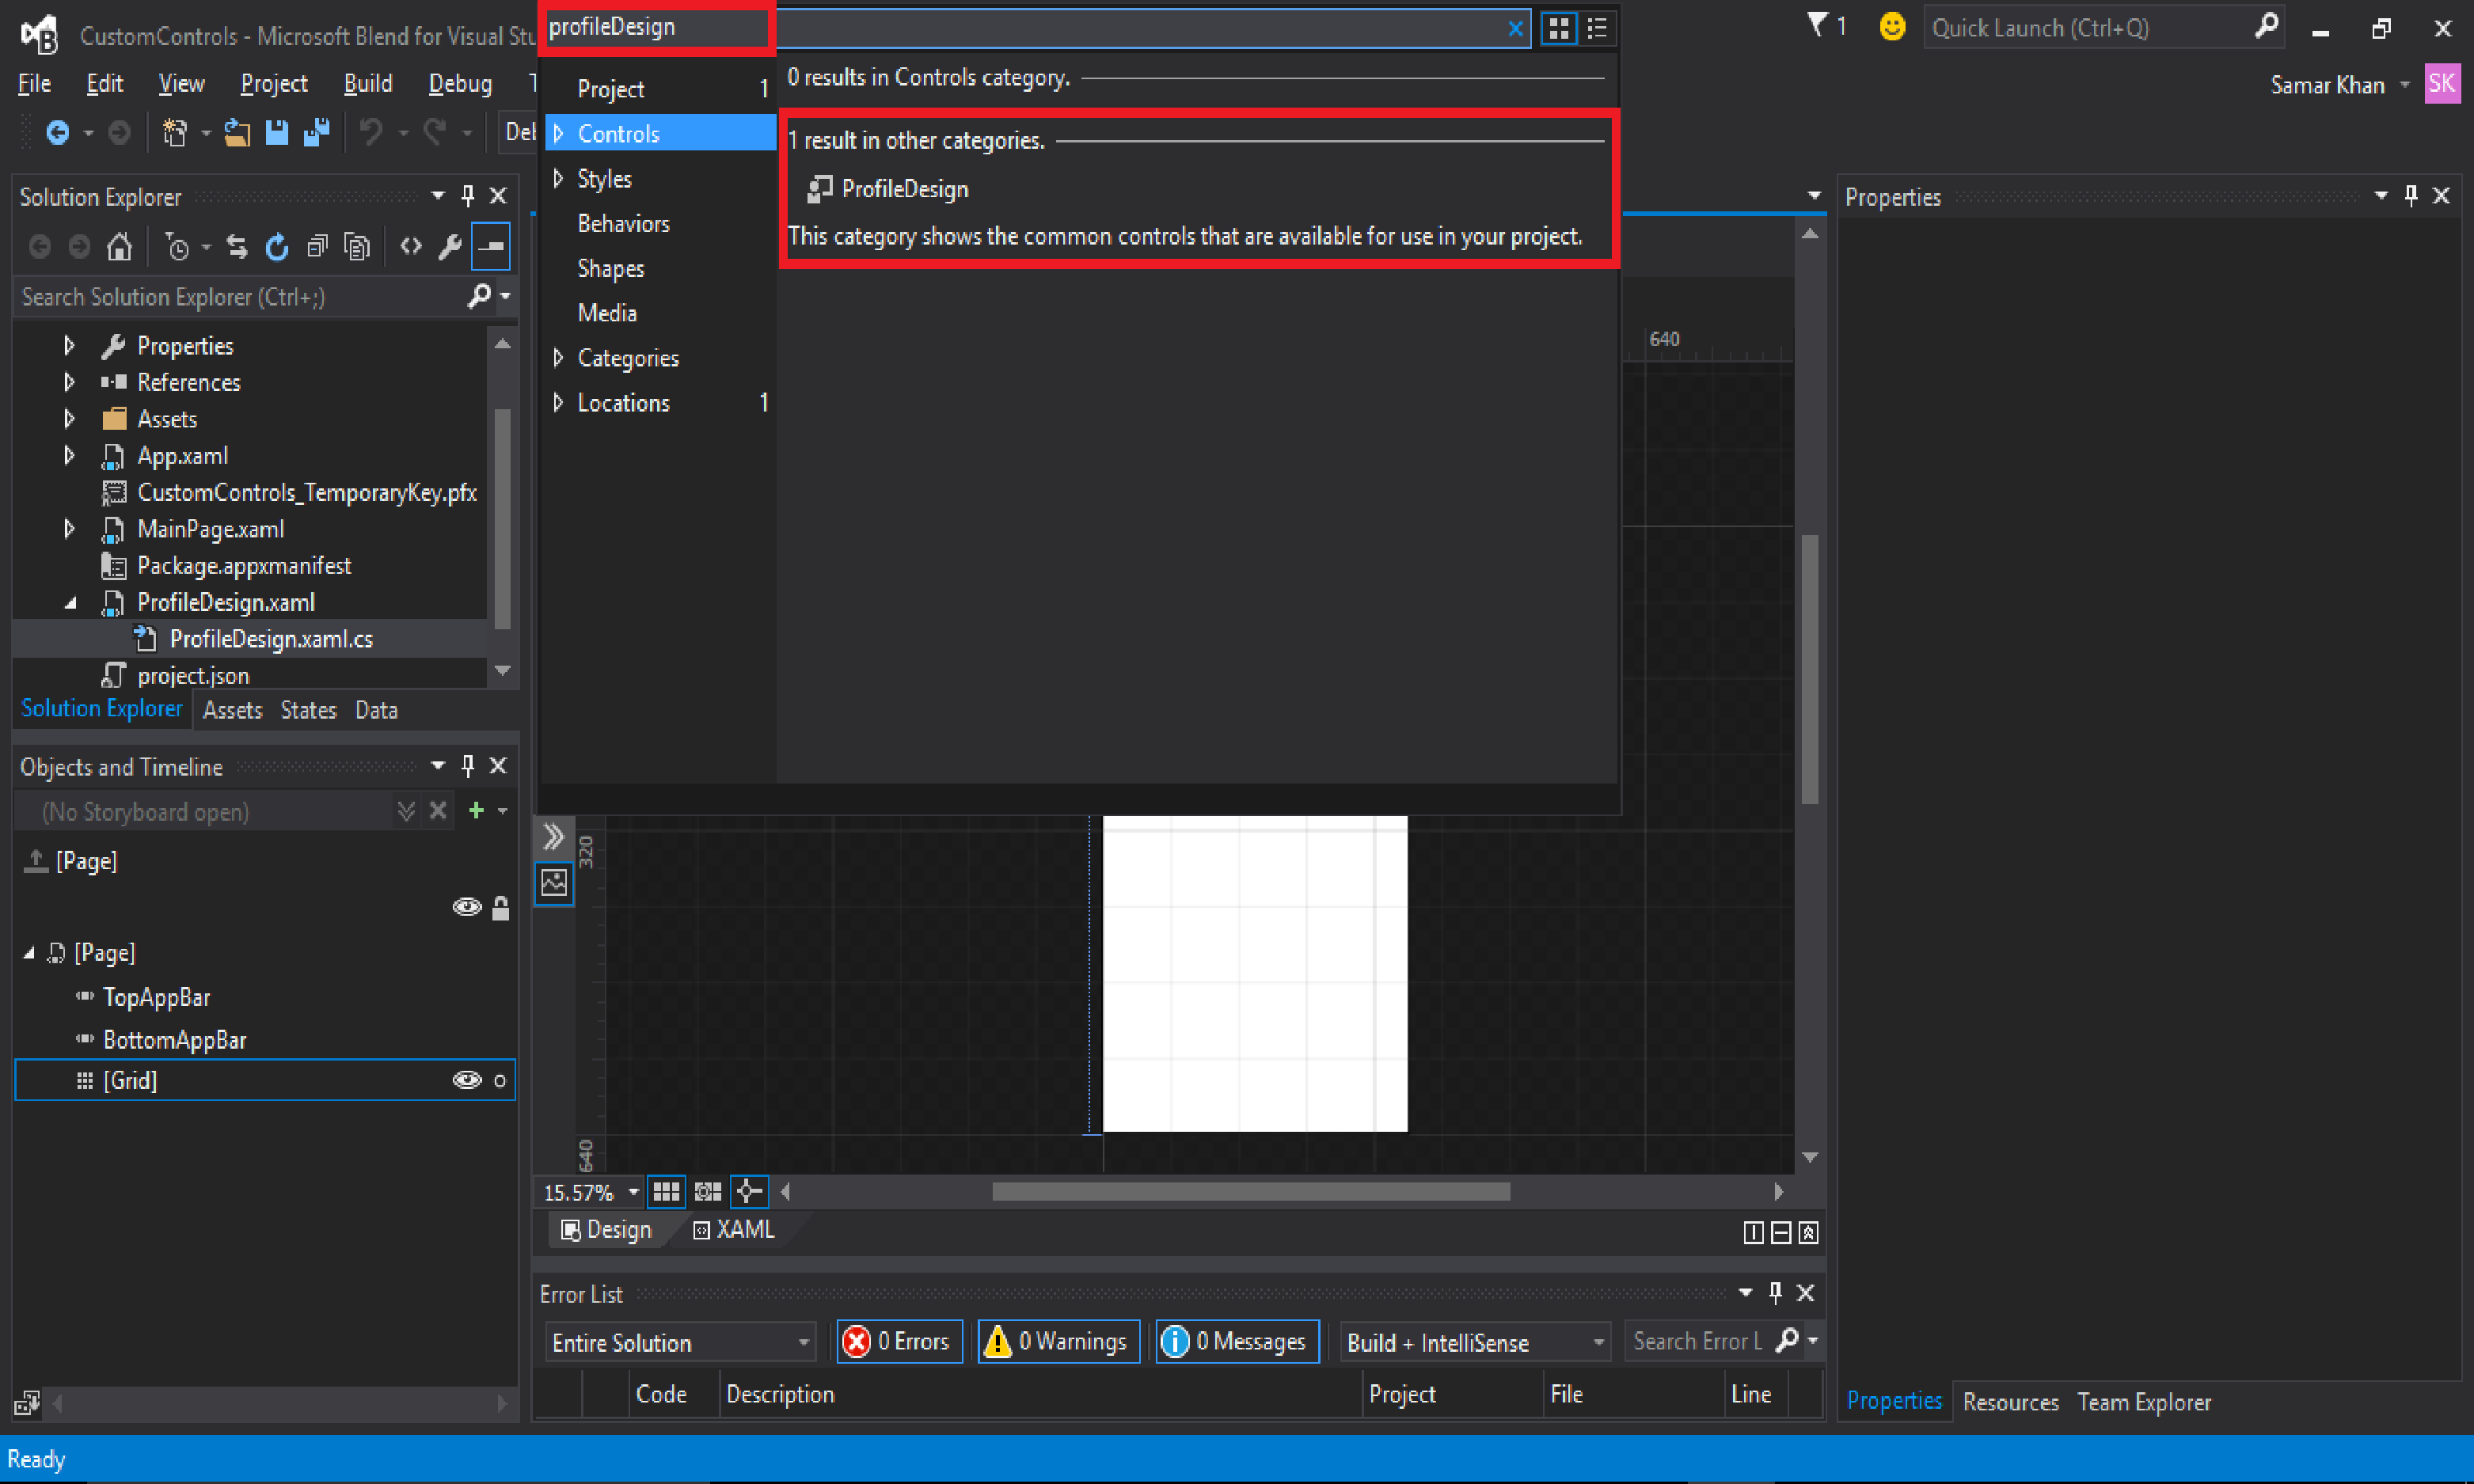 CustomControls - Microsoft Blend for Visual Stu
profileDesign
1
Quick Launch (Ctrl+Q)
File Edit View Project Build Debug
Samar Khan
SK
Deb
Project 1
Controls
Styles
Behaviors
Shapes
Media
Categories
Locations 1
0 results in Controls category.
1 result in other categories.
ProfileDesign
This category shows the common controls that are available for use in your project.
Solution Explorer
Search Solution Explorer (Ctrl+;)
Properties
References
Assets
App.xaml
CustomControls_TemporaryKey.pfx
MainPage.xaml
Package.appxmanifest
ProfileDesign.xaml
ProfileDesign.xaml.cs
project.json
Solution Explorer Assets States Data
Objects and Timeline
(No Storyboard open)
[Page]
[Page]
TopAppBar
BottomAppBar
[Grid]
640
320
640
15.57%
Design XAML
Error List
Entire Solution
0 Errors
0 Warnings
0 Messages
Build + IntelliSense
Search Error L
Code Description Project File Line
Properties
Properties Resources Team Explorer
Ready